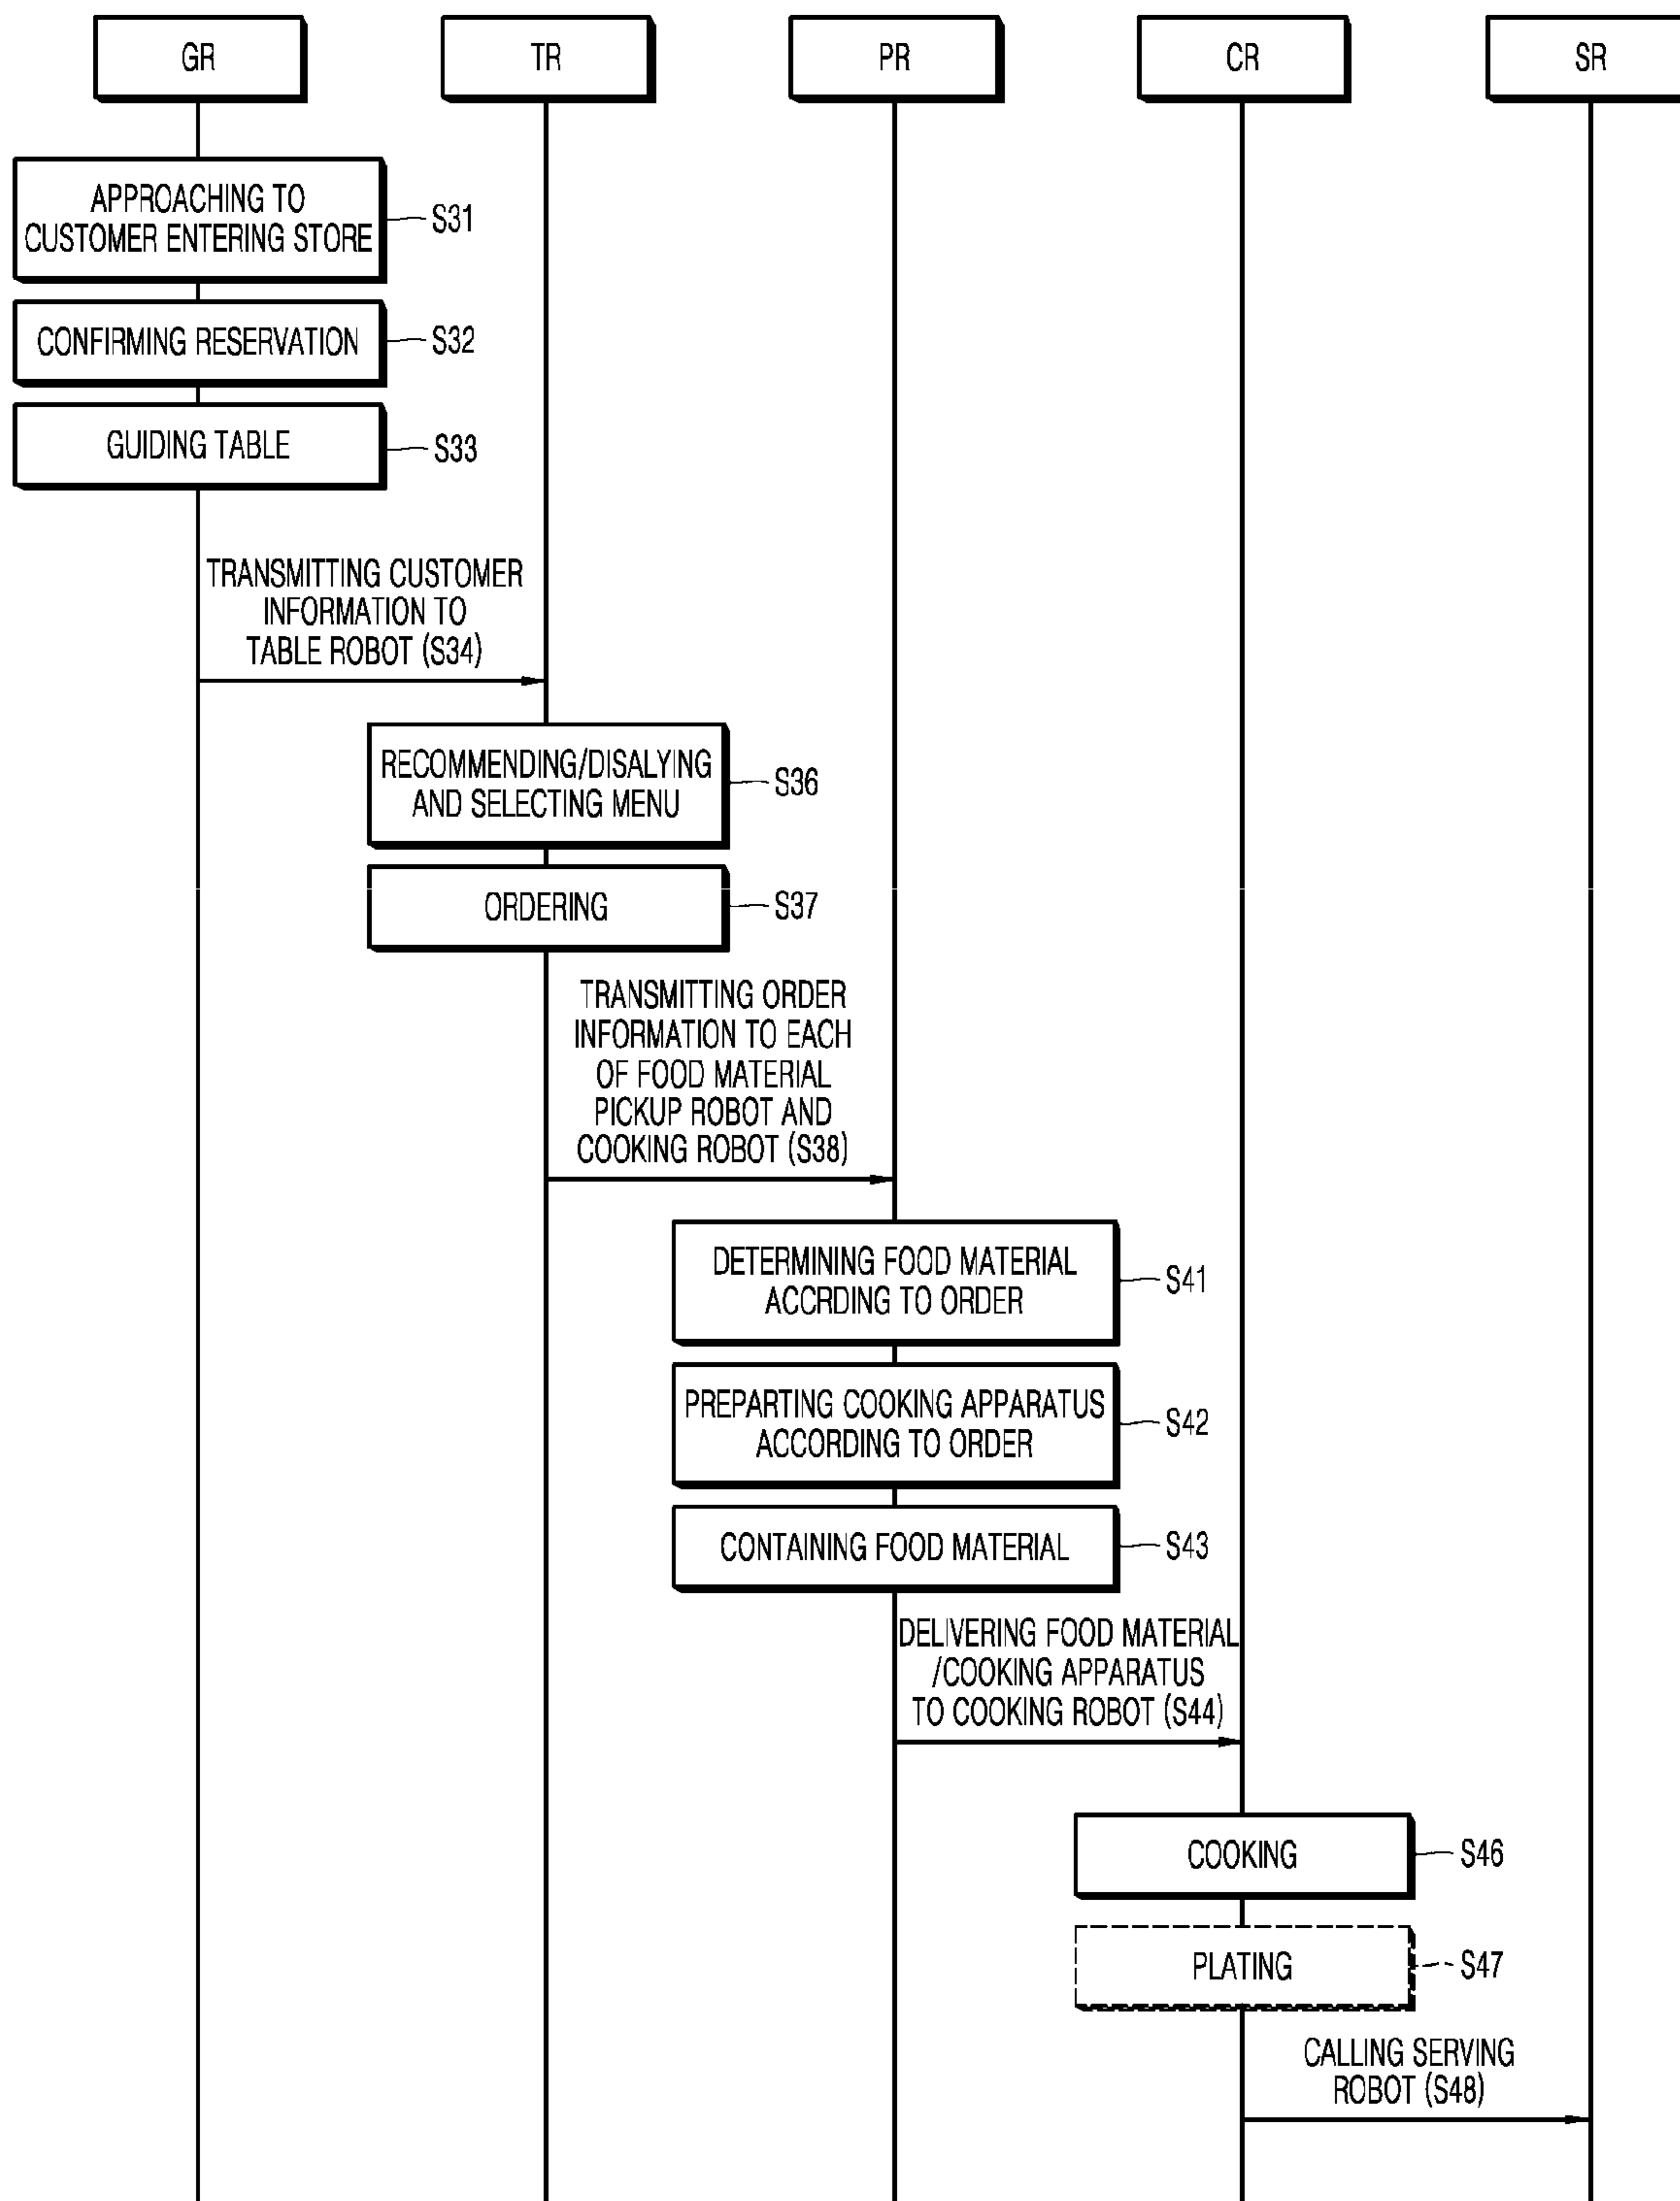 GR
TR
PR
CR
SR
APPROACHING TO
CUSTOMER ENTERING STORE
S31
CONFIRMING RESERVATION
S32
GUIDING TABLE
S33
TRANSMITTING CUSTOMER
INFORMATION TO
TABLE ROBOT (S34)
RECOMMENDING/DISALYING
AND SELECTING MENU
S36
ORDERING
S37
TRANSMITTING ORDER
INFORMATION TO EACH
OF FOOD MATERIAL
PICKUP ROBOT AND
COOKING ROBOT (S38)
DETERMINING FOOD MATERIAL
ACCRDING TO ORDER
S41
PREPARTING COOKING APPARATUS
ACCORDING TO ORDER
S42
CONTAINING FOOD MATERIAL
S43
DELIVERING FOOD MATERIAL
/COOKING APPARATUS
TO COOKING ROBOT (S44)
COOKING
S46
PLATING
S47
CALLING SERVING
ROBOT (S48)